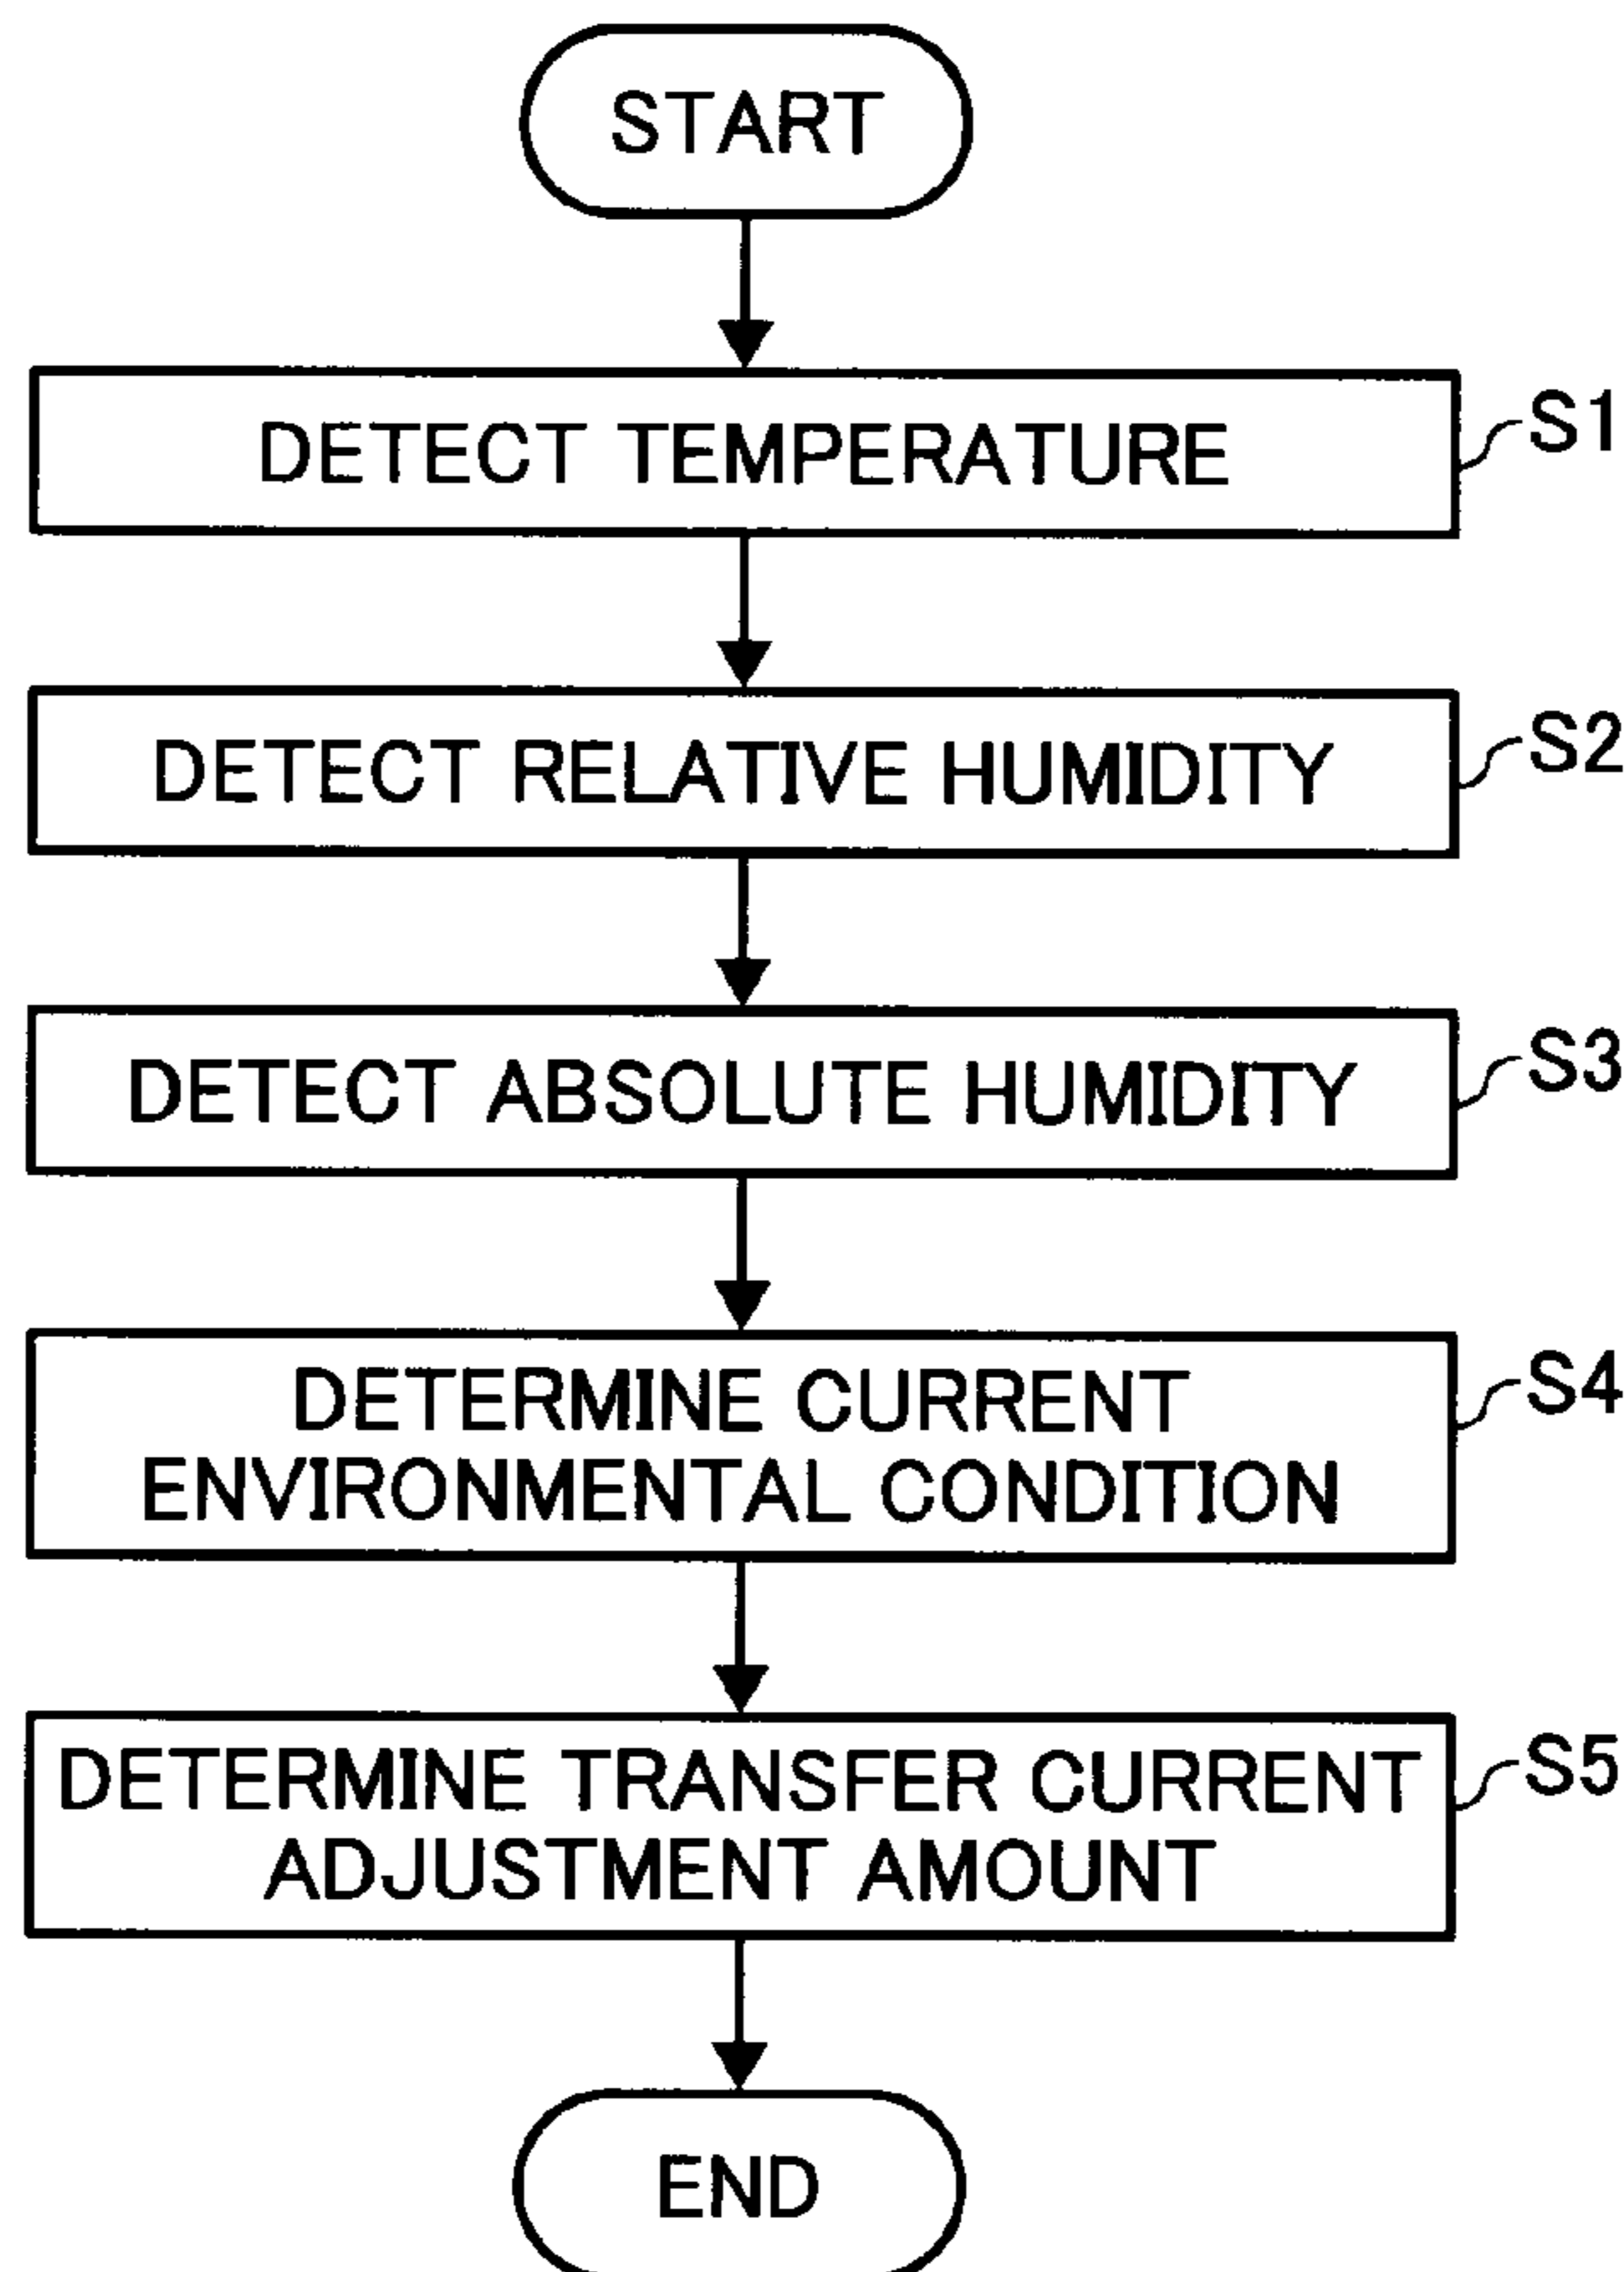 START
DETECT TEMPERATURE
S1
DETECT RELATIVE HUMIDITY
S2
DETECT ABSOLUTE HUMIDITY
S3
DETERMINE CURRENT
ENVIRONMENTAL CONDITION
S4
DETERMINE TRANSFER CURRENT
ADJUSTMENT AMOUNT
S5
END